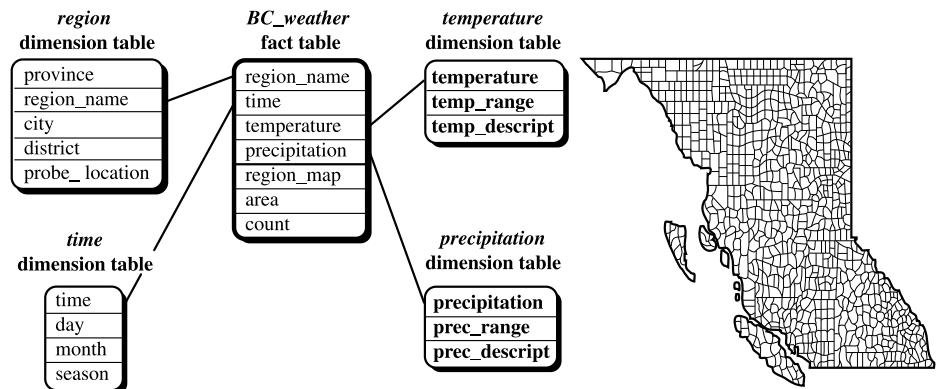 region
dimension table
province
region_name
city
district
probe_ location
BC_weather
fact table
region_name
time
temperature
precipitation
region_map
area
count
temperature
dimension table
temperature
temp_range
temp_descript
time
dimension table
time
day
month
season
precipitation
dimension table
precipitation
prec_range
prec_descript